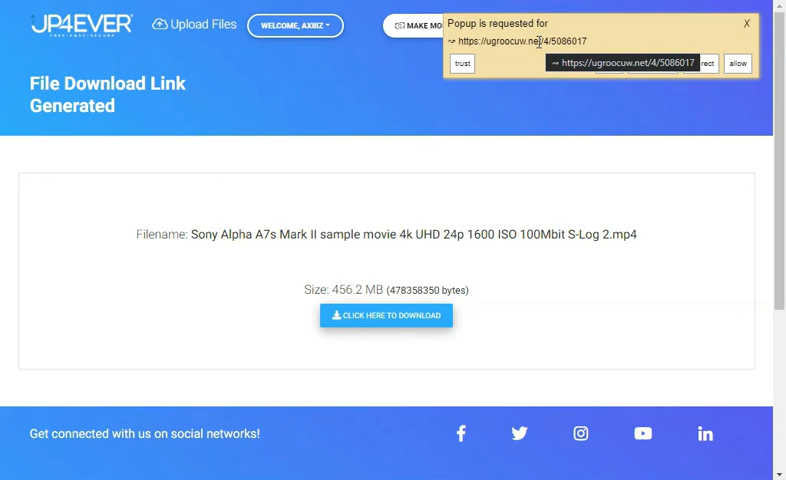 JP4EVER
Upload Files
WELCOME, AXIBIZ
MAKE MO
Popup is requested for
X
↝ https://ugroocuw.net/4/5086017
trust
↝ https://ugroocuw.net/4/5086017
rect
allow
File Download Link
Generated
Filename: Sony Alpha A7s Mark II sample movie 4k UHD 24p 1600 ISO 100Mbit S-Log 2.mp4
Size: 456.2 MB (478358350 bytes)
CLICK HERE TO DOWNLOAD
Get connected with us on social networks!